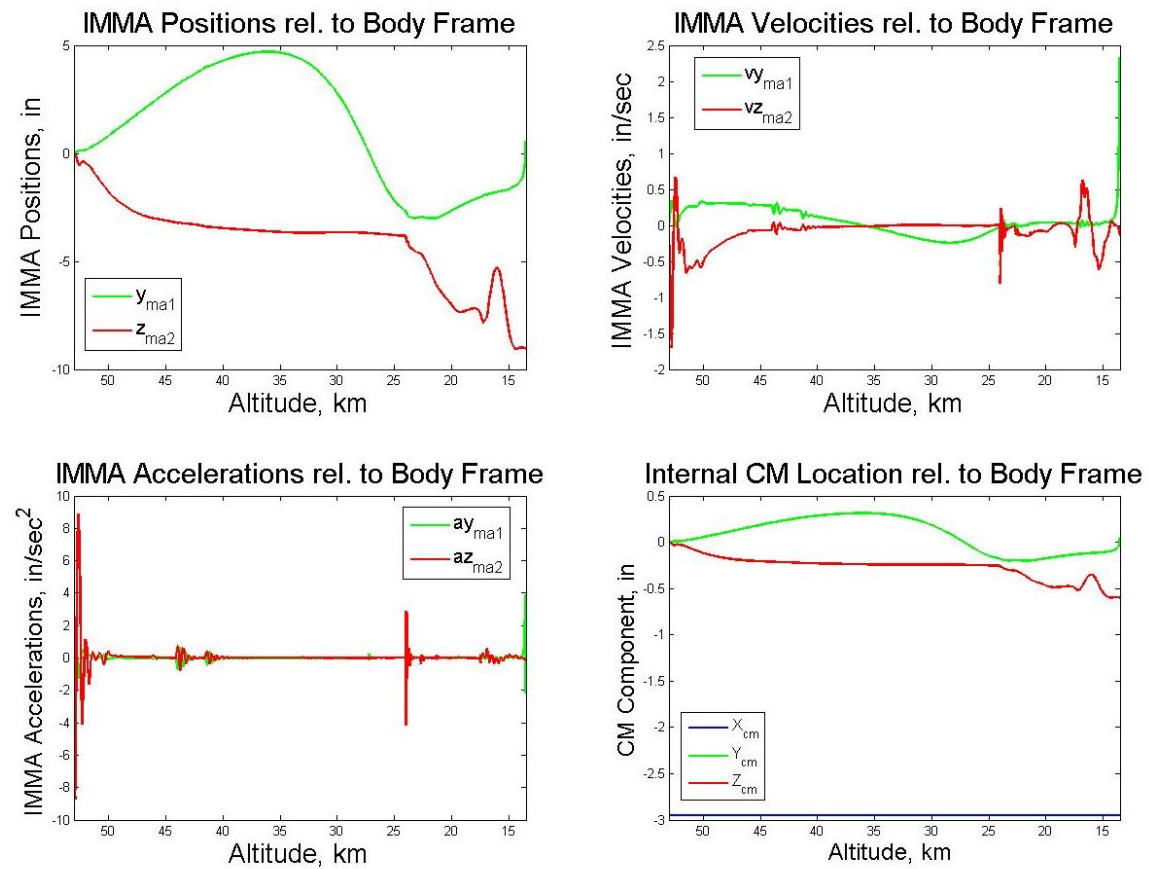 IMMA Positions rel. to Body Frame
IMMA Positions, in
5
0
-5
-10
y_ma1
z_ma2
50 45 40 35 30 25 20 15
Altitude, km
IMMA Velocities rel. to Body Frame
IMMA Velocities, in/sec
2.5
2
1.5
1
0.5
0
-0.5
-1
-1.5
-2
vy_ma1
vz_ma2
50 45 40 35 30 25 20 15
Altitude, km
IMMA Accelerations rel. to Body Frame
IMMA Accelerations, in/sec²
10
8
6
4
2
0
-2
-4
-6
-8
-10
ay_ma1
az_ma2
50 45 40 35 30 25 20 15
Altitude, km
Internal CM Location rel. to Body Frame
CM Component, in
0.5
0
-0.5
-1
-1.5
-2
-2.5
-3
X_cm
Y_cm
Z_cm
50 45 40 35 30 25 20 15
Altitude, km